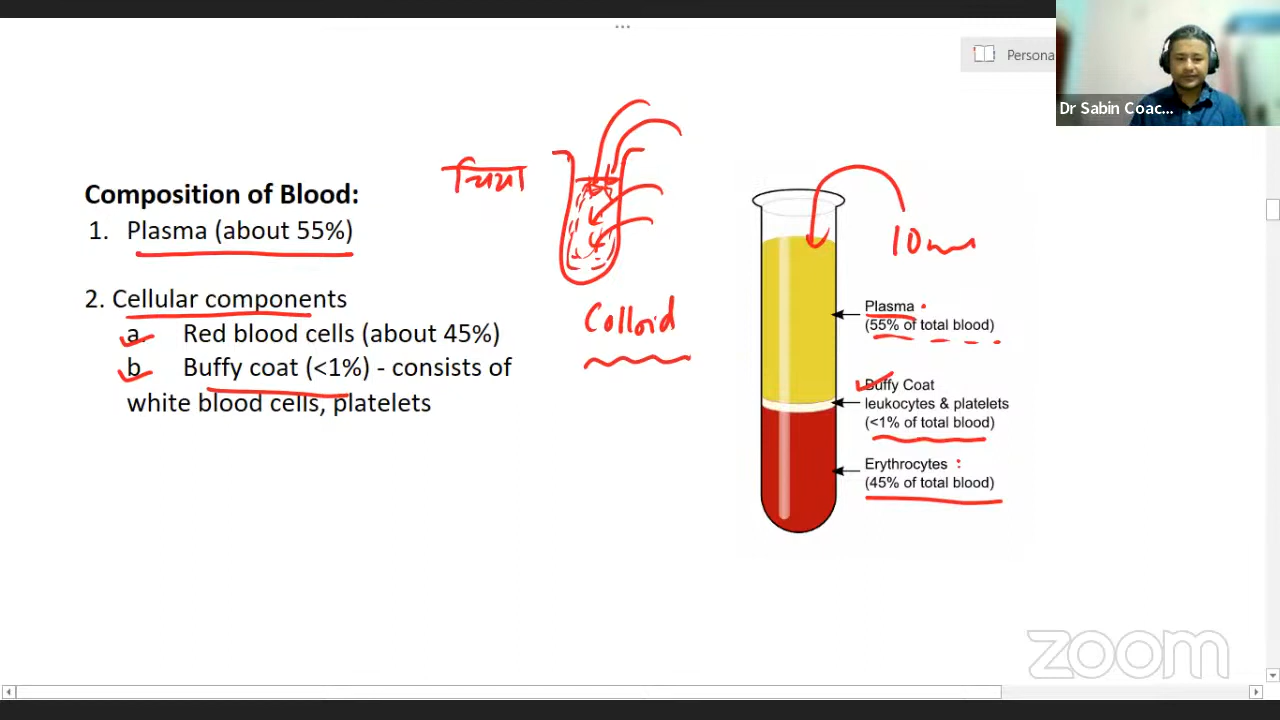 Persona
Dr Sabin Coac...
Composition of Blood:
1. Plasma (about 55%)
2. Cellular components
a. Red blood cells (about 45%)
b Buffy coat (<1%) - consists of
white blood cells, platelets
Colloid
Plasma
(55% of total blood)
Buffy Coat
leukocytes & platelets
(<1% of total blood)
Erythrocytes
(45% of total blood)
zoom